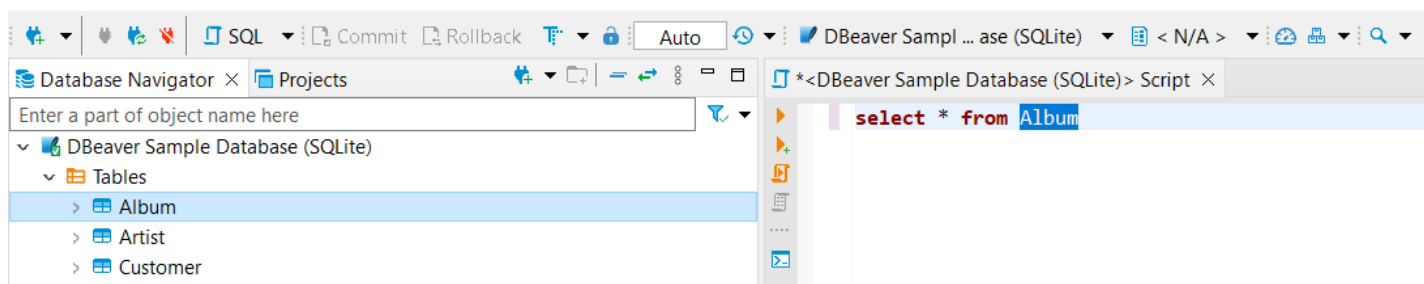 SQL Commit Rollback Auto DBeaver Sampl ... ase (SQLite) < N/A >
Database Navigator Projects
*<DBeaver Sample Database (SQLite)> Script
Enter a part of object name here
select * from Album
DBeaver Sample Database (SQLite)
Tables
Album
Artist
Customer